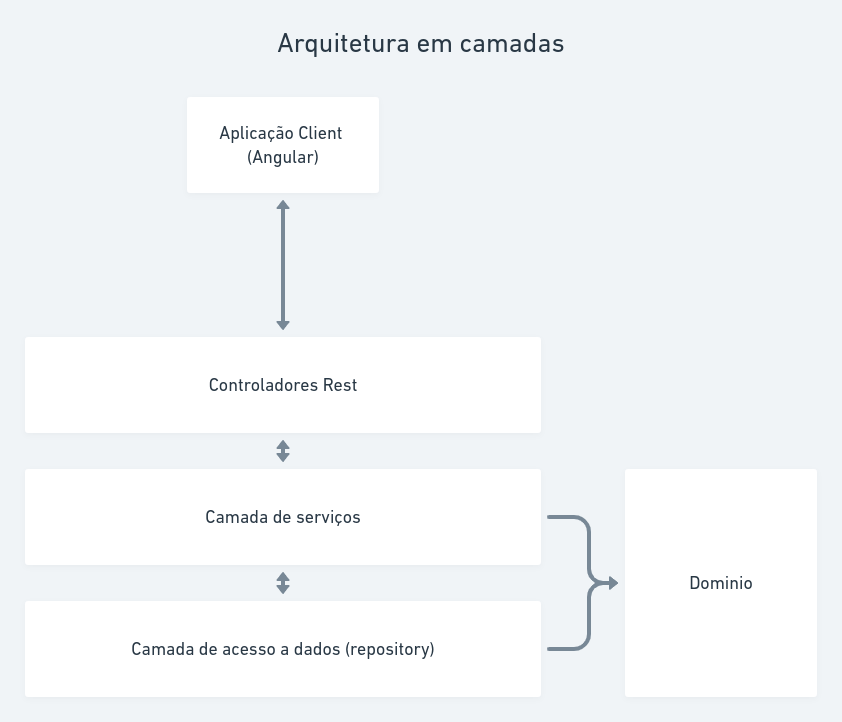 Arquitetura em camadas
Aplicação Client
(Angular)
Controladores Rest
Camada de serviços
Dominio
Camada de acesso a dados (repository)